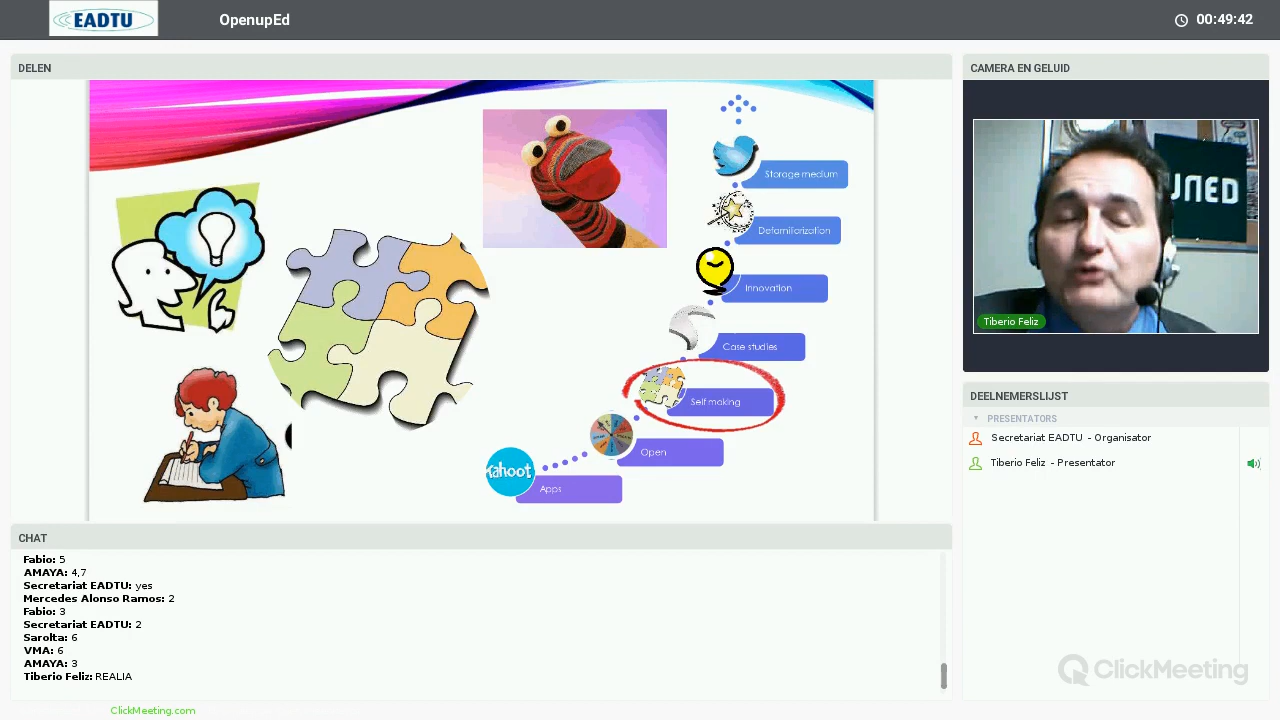 EADTU
OpenupEd
00:49:42
DELEN
Storage medium
Defamiliarization
Innovation
Case studies
Self making
Open
Kahoot
Apps
CAMERA EN GELUID
UNED
Tiberio Feliz
DEELNEMERSLIJST
PRESENTATORS
Secretariat EADTU - Organisator
Tiberio Feliz - Presentator
CHAT
Fabio: 5
AMAYA: 4,7
Secretariat EADTU: yes
Mercedes Alonso Ramos: 2
Fabio: 3
Secretariat EADTU: 2
Sarolta: 6
VMA: 6
AMAYA: 3
Tiberio Feliz: REALIA
ClickMeeting
ClickMeeting.com